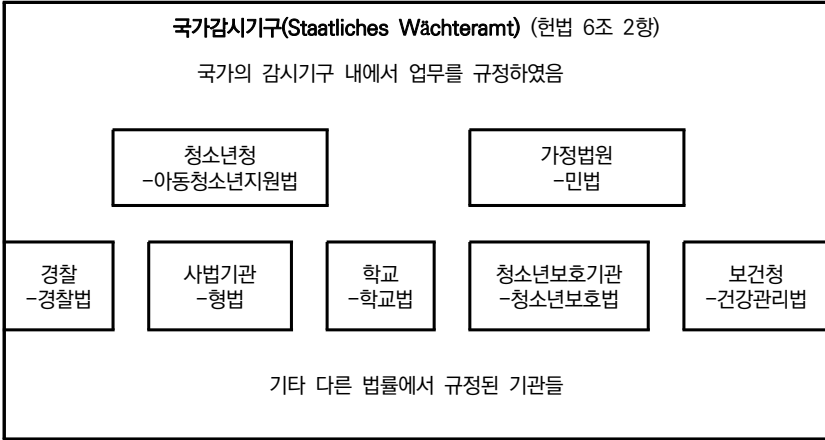 국가감시기구(Staatliches Wächteramt) (헌법 6조 2항)
국가의 감시기구 내에서 업무를 규정하였음
청소년청
-아동청소년지원법
가정법원
-민법
경찰
-경찰법
사법기관
-형법
학교
-학교법
청소년보호기관
-청소년보호법
보건청
-건강관리법
기타 다른 법률에서 규정된 기관들